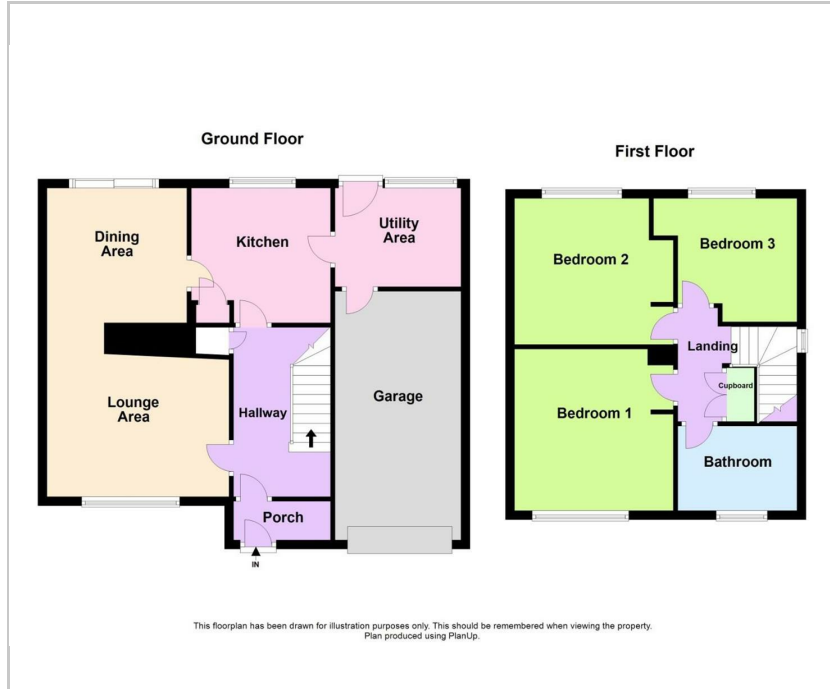 Ground Floor
Dining
Area
Kitchen
Utility
Area
Lounge
Area
Hallway
Garage
Porch
IN
First Floor
Bedroom 2
Bedroom 3
Landing
Cupboard
Bedroom 1
Bathroom
This floorplan has been drawn for illustration purposes only. This should be remembered when viewing the property.
Plan produced using PlanUp.